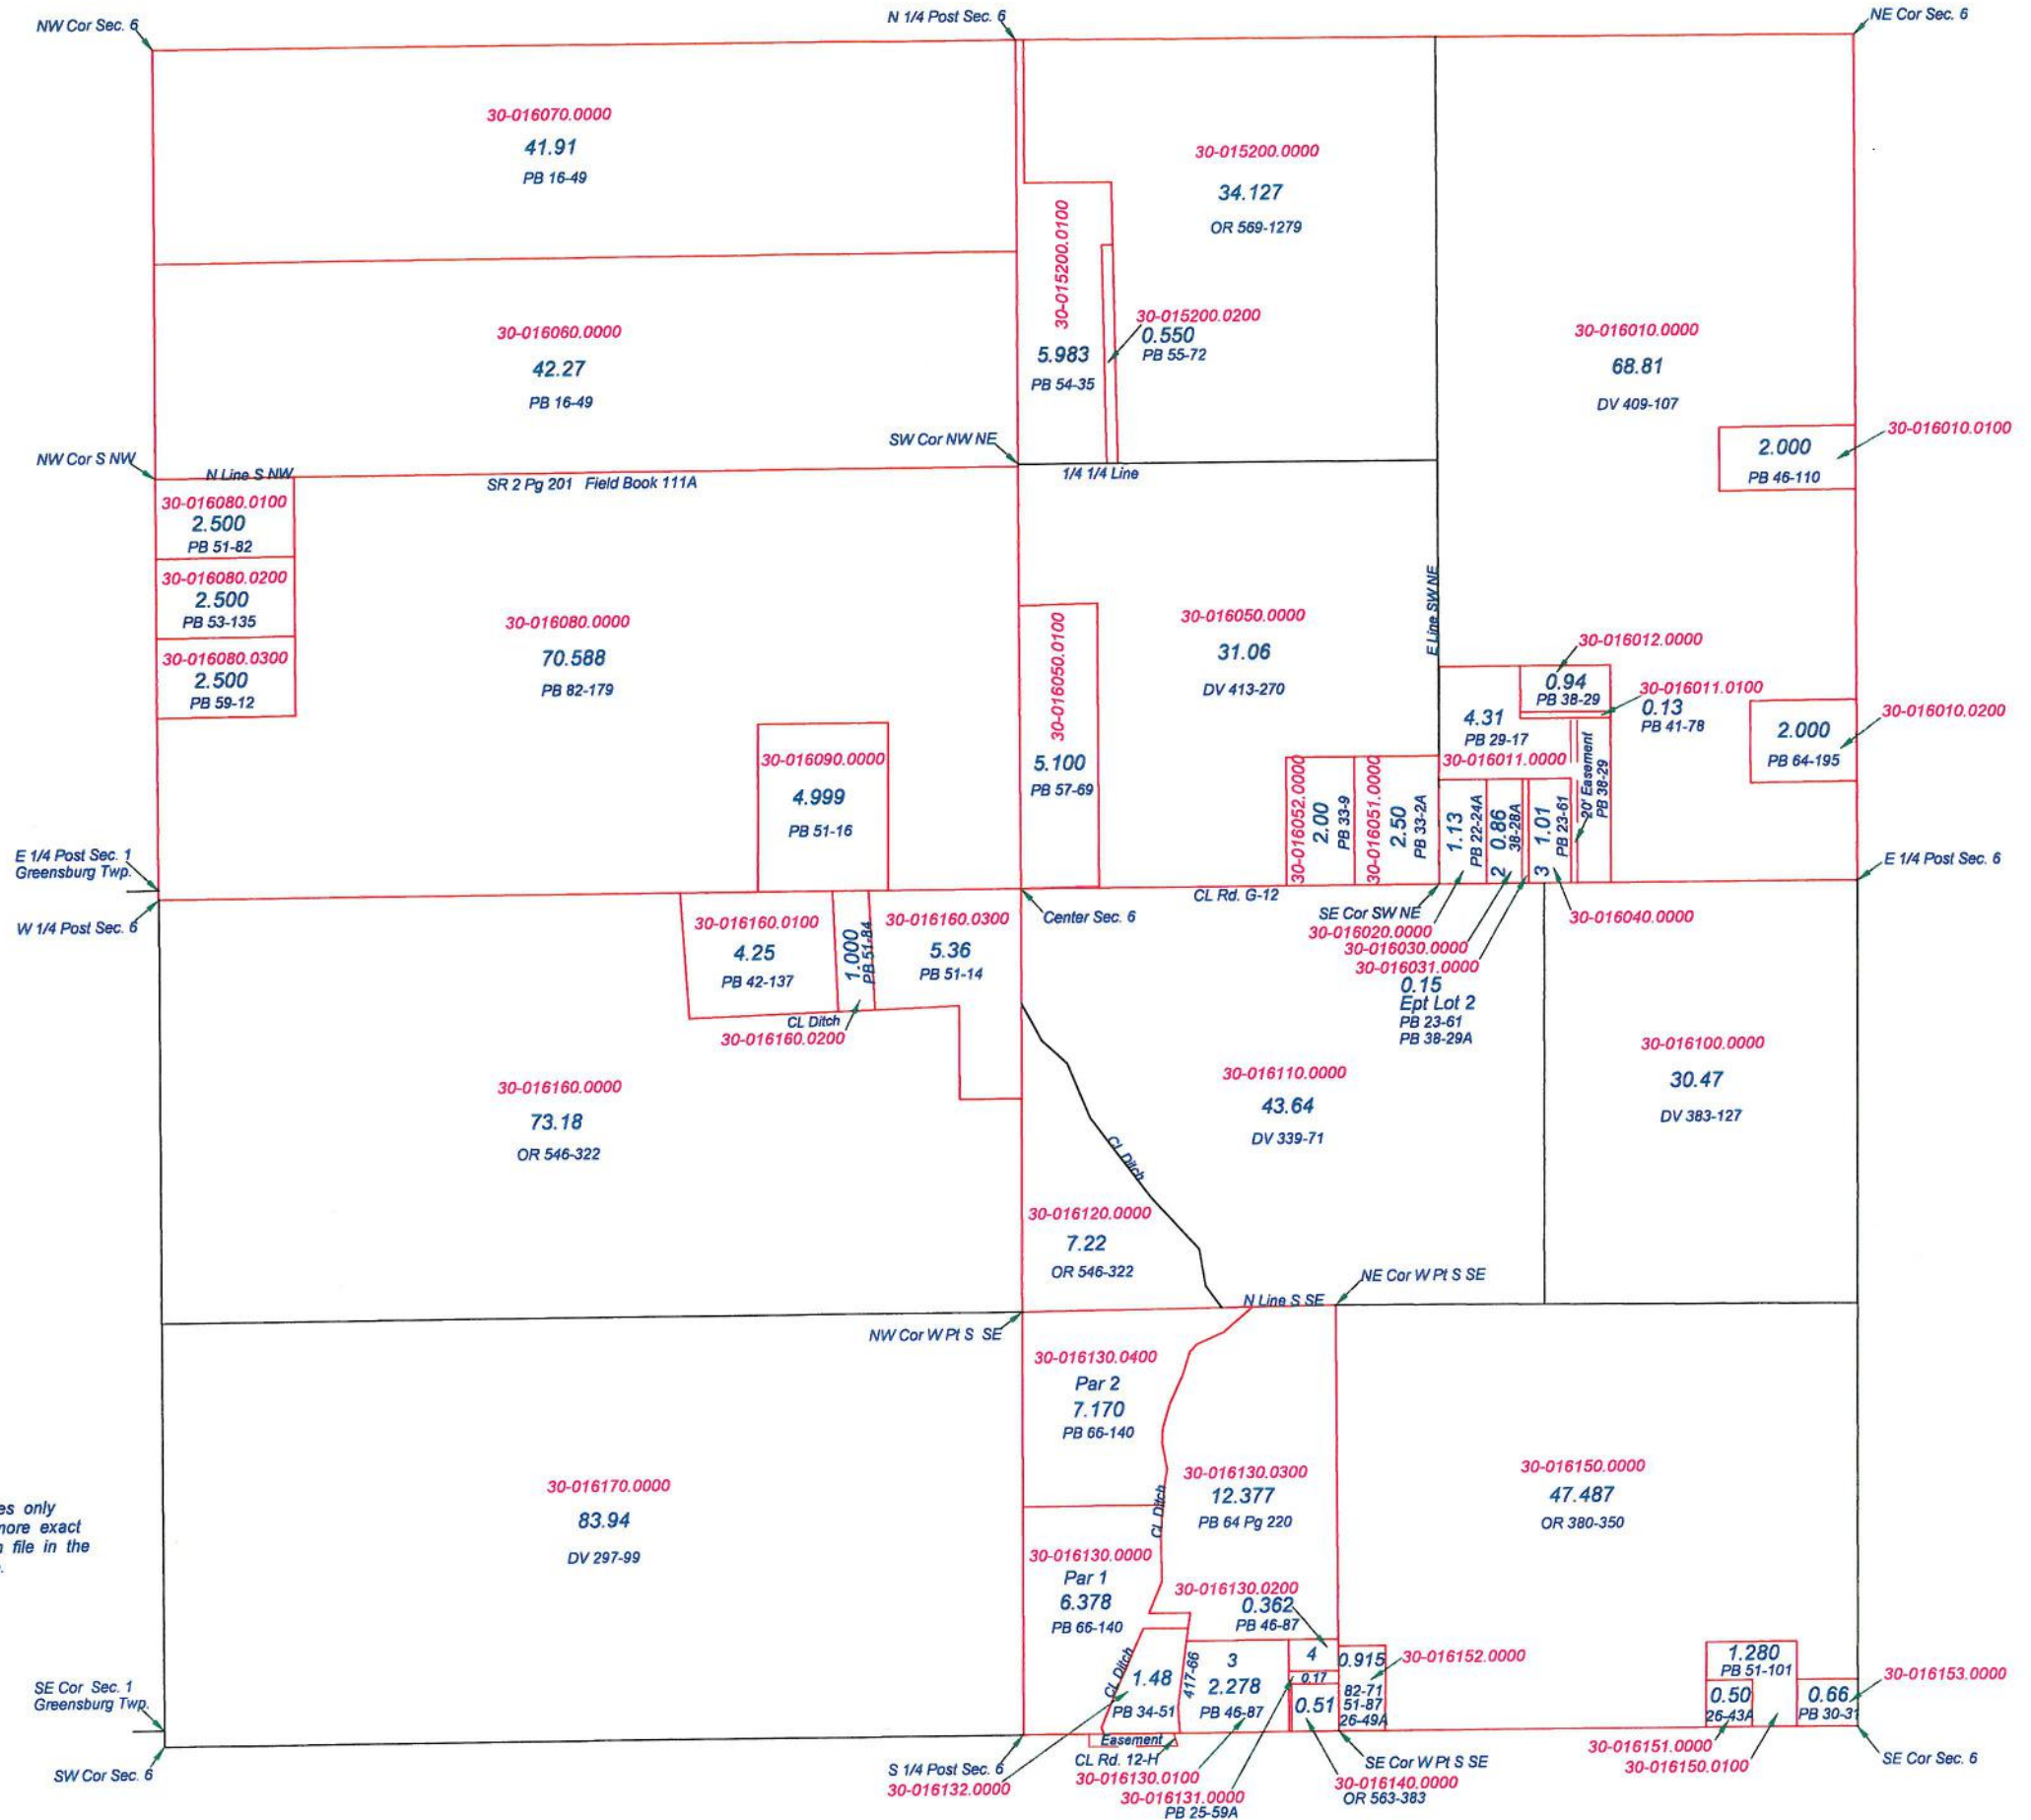 NW Cor Sec. 6
N 1/4 Post Sec. 6
NE Cor Sec. 6
30-016070.0000
41.91
PB 16-49
30-015200.0000
34.127
OR 569-1279
30-015200.0100
5.983
PB 54-35
30-015200.0200
0.550
PB 55-72
30-016060.0000
42.27
PB 16-49
30-016010.0000
68.81
DV 409-107
2.000
PB 46-110
30-016010.0100
SW Cor NW NE
NW Cor S NW
N Line S NW
SR 2 Pg 201 Field Book 111A
1/4 1/4 Line
30-016080.0100
2.500
PB 51-82
30-016080.0200
2.500
PB 53-135
30-016080.0300
2.500
PB 59-12
30-016080.0000
70.588
PB 82-179
30-016090.0000
4.999
PB 51-16
30-016050.0100
5.100
PB 57-69
30-016050.0000
31.06
DV 413-270
E Line SW NE
30-016012.0000
0.94
PB 38-29
30-016011.0100
0.13
PB 41-78
4.31
PB 29-17
30-016011.0000
20' Easement
PB 38-29
2.000
PB 64-195
30-016010.0200
30-016052.0000
2.00
PB 33-9
30-016051.0000
2.50
PB 33-2A
1.13
PB 22-24A
2 0.86
38-28A
3 1.01
PB 23-61
E 1/4 Post Sec. 1
Greensburg Twp.
W 1/4 Post Sec. 6
E 1/4 Post Sec. 6
CL Rd. G-12
Center Sec. 6
SE Cor SW NE
30-016020.0000
30-016030.0000
30-016031.0000
0.15
Ept Lot 2
PB 23-61
PB 38-29A
30-016040.0000
30-016160.0100
4.25
PB 42-137
1.000
PB 51-84
30-016160.0300
5.36
PB 51-14
CL Ditch
30-016160.0200
30-016160.0000
73.18
OR 546-322
30-016110.0000
43.64
DV 339-71
30-016100.0000
30.47
DV 383-127
CL Ditch
30-016120.0000
7.22
OR 546-322
NE Cor W Pt S SE
N Line S SE
NW Cor W Pt S SE
30-016130.0400
Par 2
7.170
PB 66-140
30-016170.0000
83.94
DV 297-99
30-016130.0300
12.377
PB 64 Pg 220
CL Ditch
30-016150.0000
47.487
OR 380-350
es only
more exact
file in the
30-016130.0000
Par 1
6.378
PB 66-140
30-016130.0200
0.362
PB 46-87
CL Ditch
1.48
PB 34-51
417-66
3
2.278
PB 46-87
4
0.17
0.51
0.915
82-71
51-87
26-49A
30-016152.0000
1.280
PB 51-101
0.50
26-43A
0.66
PB 30-31
30-016153.0000
SE Cor Sec. 1
Greensburg Twp.
SW Cor Sec. 6
S 1/4 Post Sec. 6
30-016132.0000
Easement
CL Rd. 12-H
30-016130.0100
30-016131.0000
PB 25-59A
SE Cor W Pt S SE
30-016140.0000
OR 563-383
30-016151.0000
30-016150.0100
SE Cor Sec. 6